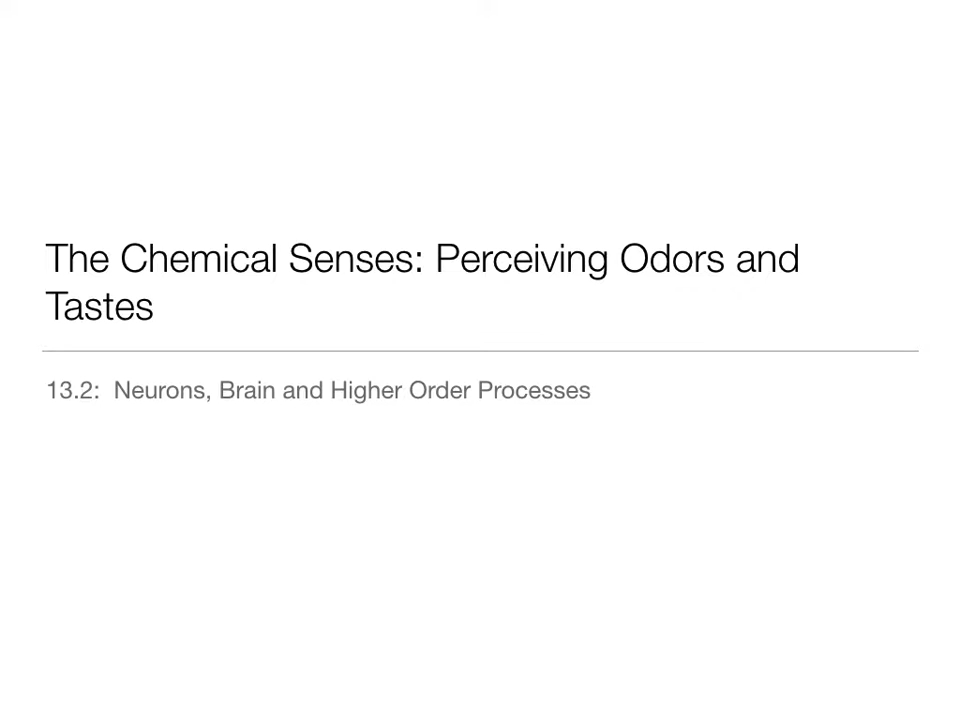 The Chemical Senses: Perceiving Odors and
Tastes
13.2:  Neurons, Brain and Higher Order Processes